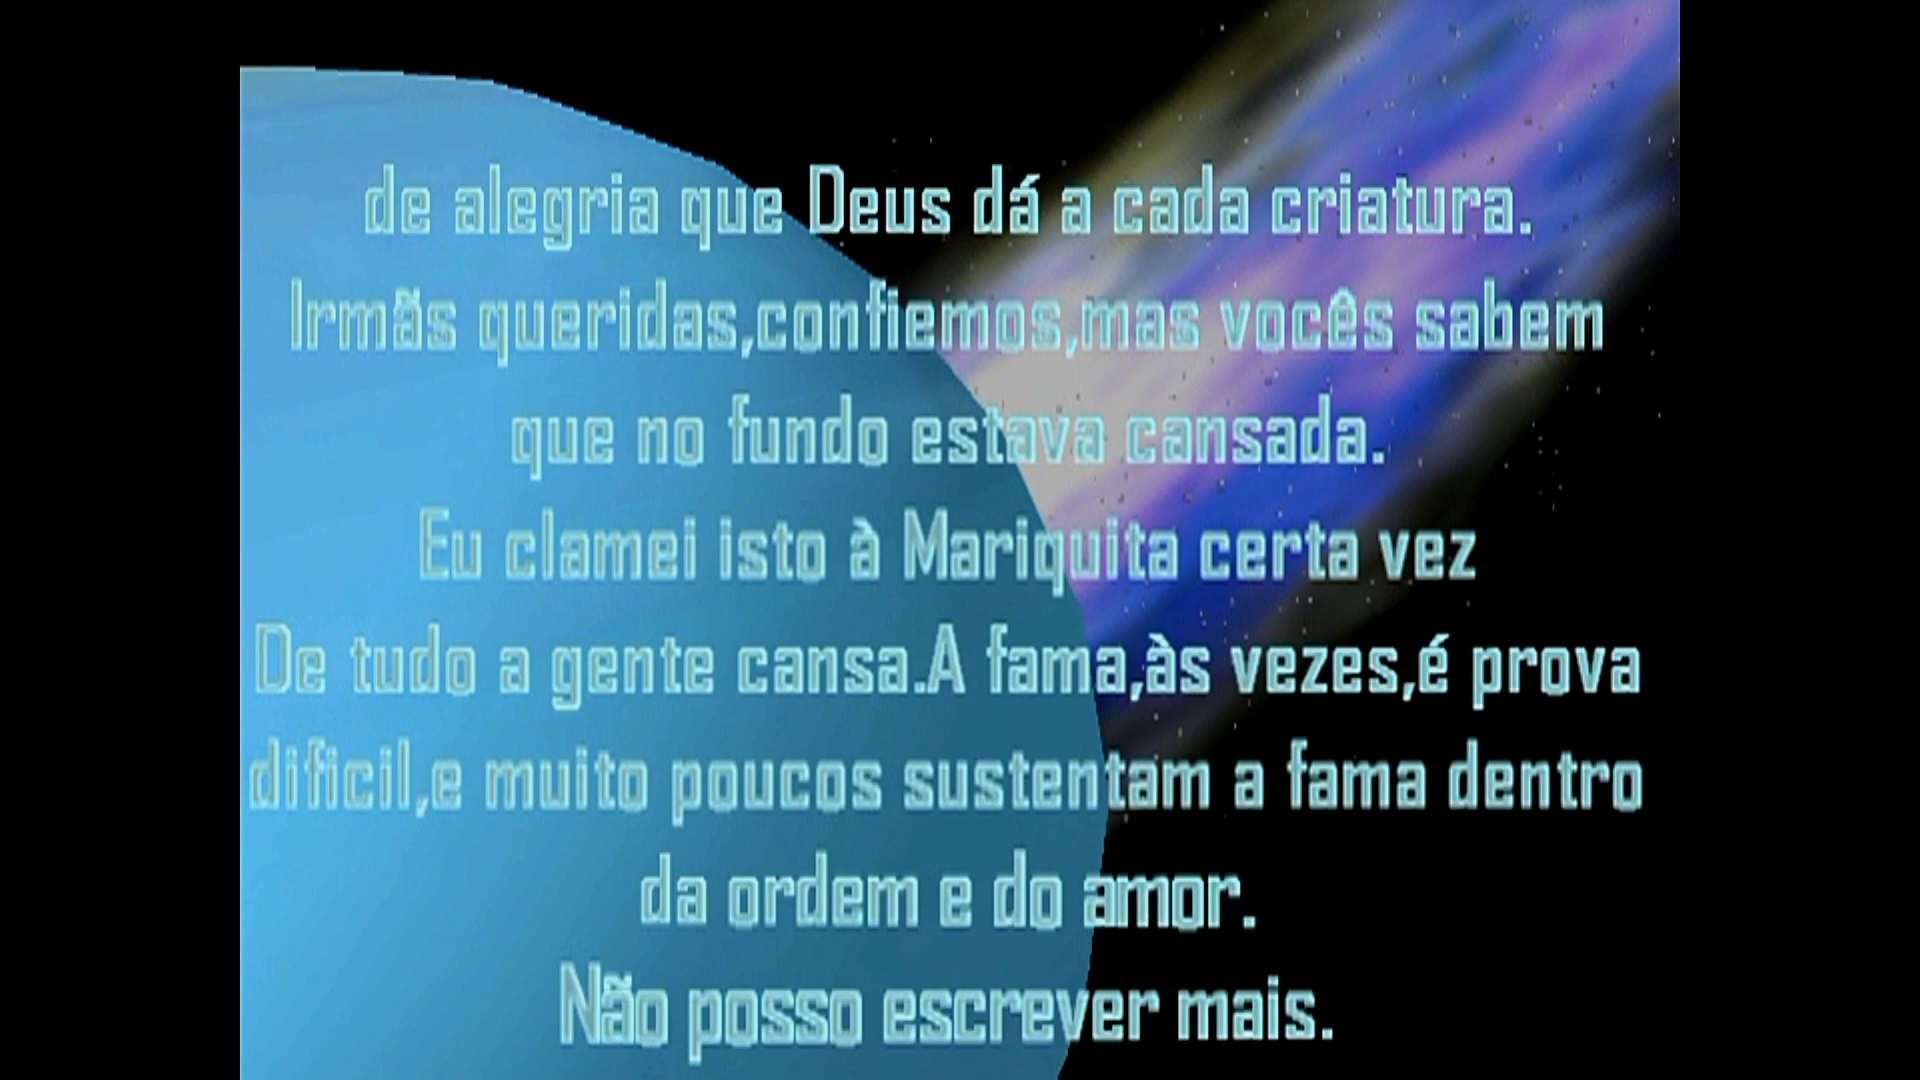 de alegria que Deus dá a cada criatura.
Irmãs queridas,confiemos,mas vocês sabem
que no fundo estava cansada.
Eu clamei isto à Mariquita certa vez
De tudo a gente cansa.A fama,às vezes,é prova
dificil,e muito poucos sustentam a fama dentro
da ordem e do amor.
Não posso escrever mais.